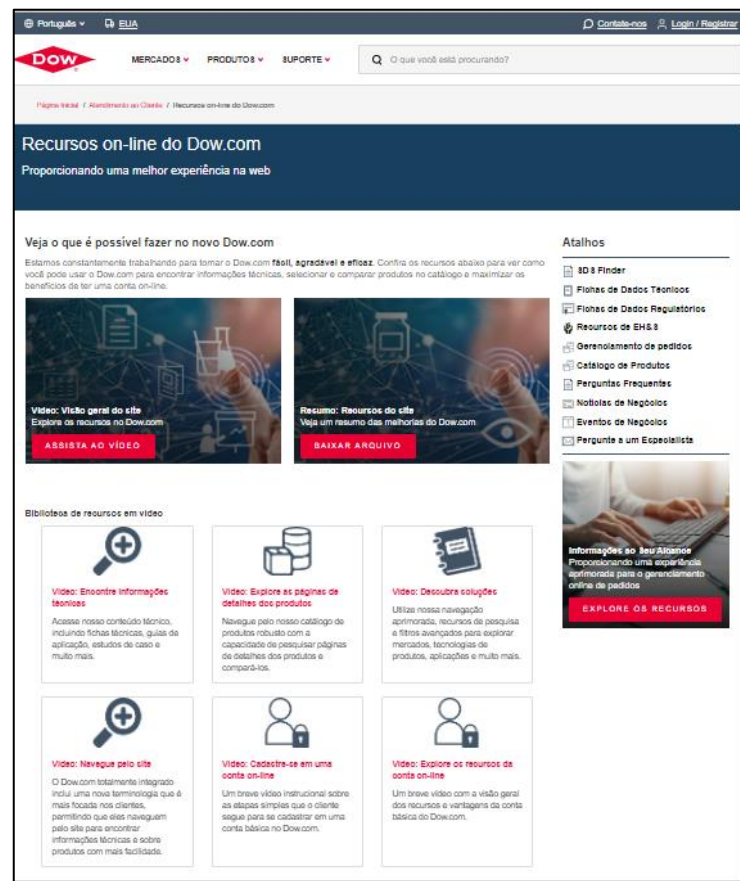 Português
EUA
Contate-nos
Login / Registrar
DOW
MERCADOS
PRODUTOS
SUPORTE
O que você está procurando?
Página Inicial / Atendimento ao Cliente / Recursos on-line do Dow.com
Recursos on-line do Dow.com
Proporcionando uma melhor experiência na web
Veja o que é possível fazer no novo Dow.com
Estamos constantemente trabalhando para tornar o Dow.com fácil, agradável e eficaz. Confira os recursos abaixo para ver como
você pode usar o Dow.com para encontrar informações técnicas, selecionar e comparar produtos no catálogo e maximizar os
benefícios de ter uma conta on-line.
Vídeo: Visão geral do site
Explore os recursos no Dow.com
ASSISTA AO VÍDEO
Resumo: Recursos do site
Veja um resumo das melhorias do Dow.com
BAIXAR ARQUIVO
Atalhos
SDS Finder
Fichas de Dados Técnicos
Fichas de Dados Regulatórios
Recursos de EH&S
Gerenciamento de pedidos
Catálogo de Produtos
Perguntas Frequentes
Notícias de Negócios
Eventos de Negócios
Pergunte a um Especialista
Informações ao Seu Alcance
Proporcionando uma experiência
aprimorada para o gerenciamento
online de pedidos
EXPLORE OS RECURSOS
Biblioteca de recursos em vídeo
Vídeo: Encontre informações
técnicas
Acesse nosso conteúdo técnico,
incluindo fichas técnicas, guias de
aplicação, estudos de caso e
muito mais.
Vídeo: Explore as páginas de
detalhes dos produtos
Navegue pelo nosso catálogo de
produtos robusto com a
capacidade de pesquisar páginas
de detalhes dos produtos e
compará-los.
Vídeo: Descubra soluções
Utilize nossa navegação
aprimorada, recursos de pesquisa
e filtros avançados para explorar
mercados, tecnologias de
produtos, aplicações e muito mais.
Vídeo: Navegue pelo site
O Dow.com totalmente integrado
inclui uma nova terminologia que é
mais focada nos clientes,
permitindo que eles naveguem
pelo site para encontrar
informações técnicas e sobre
produtos com mais facilidade.
Vídeo: Cadastre-se em uma
conta on-line
Um breve vídeo instrucional sobre
as etapas simples que o cliente
segue para se cadastrar em uma
conta básica no Dow.com.
Vídeo: Explore os recursos da
conta on-line
Um breve vídeo com a visão geral
dos recursos e vantagens da conta
básica do Dow.com.